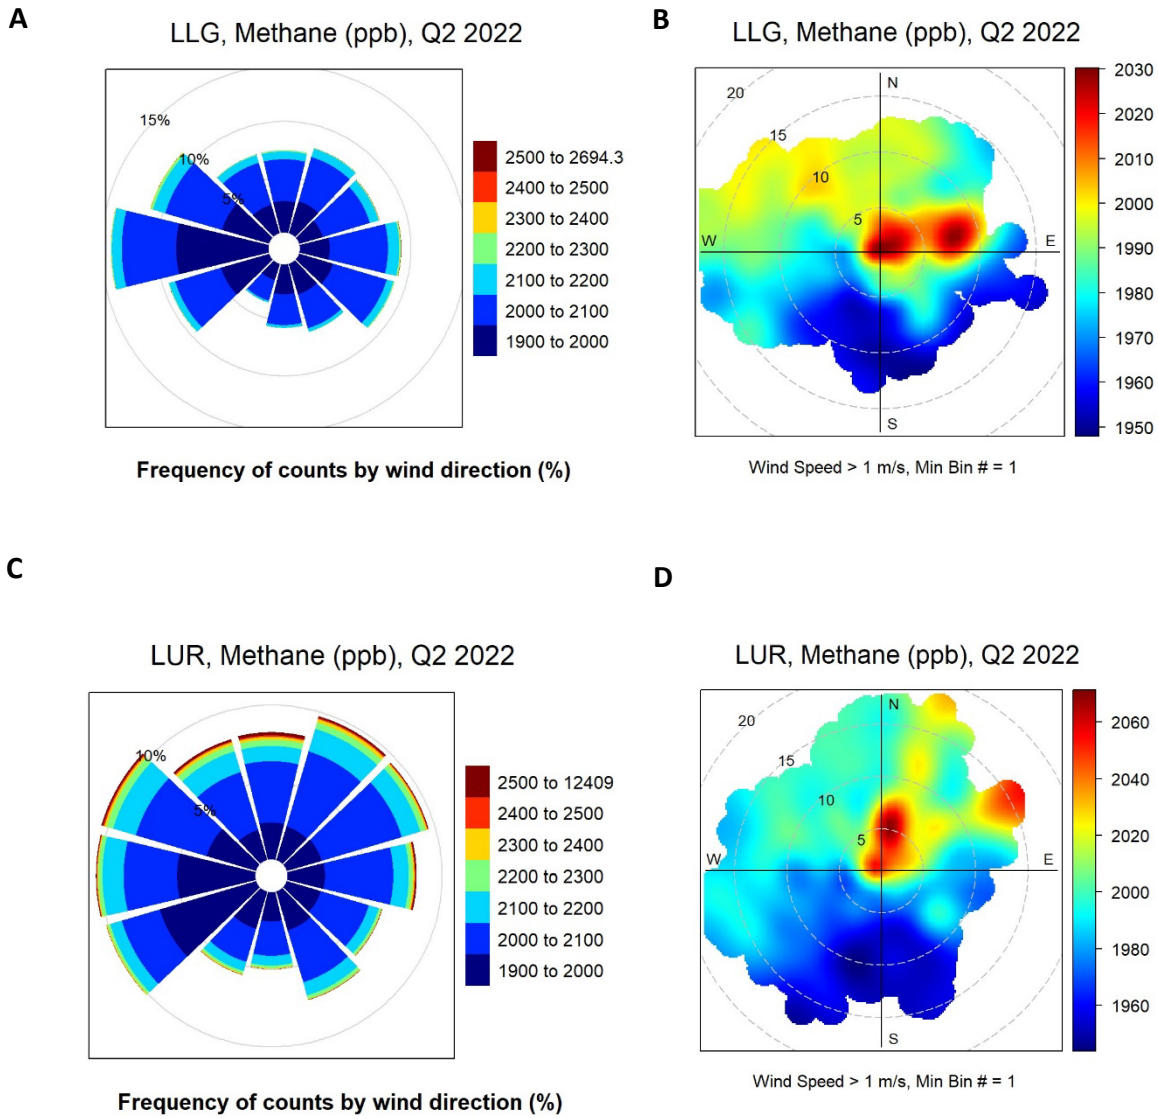 A
LLG, Methane (ppb), Q2 2022
15%
10%
5%
2500 to 2694.3
2400 to 2500
2300 to 2400
2200 to 2300
2100 to 2200
2000 to 2100
1900 to 2000
Frequency of counts by wind direction (%)
B
LLG, Methane (ppb), Q2 2022
20
15
10
5
N
W
E
S
2030
2020
2010
2000
1990
1980
1970
1960
1950
Wind Speed > 1 m/s, Min Bin # = 1
C
LUR, Methane (ppb), Q2 2022
10%
5%
2500 to 12409
2400 to 2500
2300 to 2400
2200 to 2300
2100 to 2200
2000 to 2100
1900 to 2000
Frequency of counts by wind direction (%)
D
LUR, Methane (ppb), Q2 2022
20
15
10
5
N
W
E
S
2060
2040
2020
2000
1980
1960
Wind Speed > 1 m/s, Min Bin # = 1